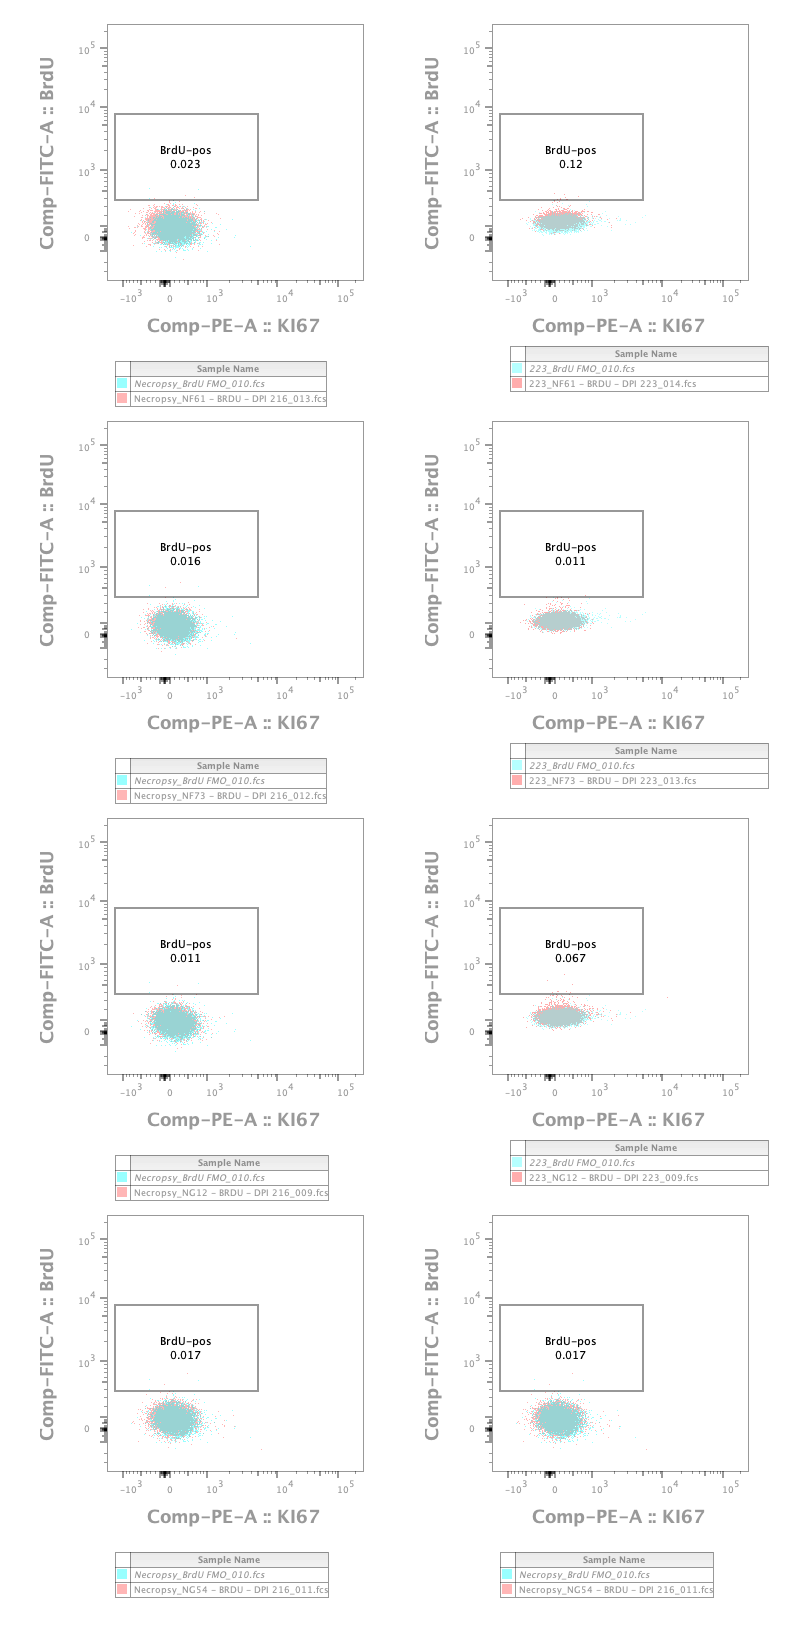 Comp-FITC-A :: BrdU
10^5
10^4
10^3
0
BrdU-pos
0.023
-10^3 0 10^3 10^4 10^5
Comp-PE-A :: KI67
Sample Name
Necropsy_BrdU FMO_010.fcs
Necropsy_NF61 - BRDU - DPI 216_013.fcs
Comp-FITC-A :: BrdU
10^5
10^4
10^3
0
BrdU-pos
0.12
-10^3 0 10^3 10^4 10^5
Comp-PE-A :: KI67
Sample Name
223_BrdU FMO_010.fcs
223_NF61 - BRDU - DPI 223_014.fcs
Comp-FITC-A :: BrdU
10^5
10^4
10^3
0
BrdU-pos
0.016
-10^3 0 10^3 10^4 10^5
Comp-PE-A :: KI67
Sample Name
Necropsy_BrdU FMO_010.fcs
Necropsy_NF73 - BRDU - DPI 216_012.fcs
Comp-FITC-A :: BrdU
10^5
10^4
10^3
0
BrdU-pos
0.011
-10^3 0 10^3 10^4 10^5
Comp-PE-A :: KI67
Sample Name
223_BrdU FMO_010.fcs
223_NF73 - BRDU - DPI 223_013.fcs
Comp-FITC-A :: BrdU
10^5
10^4
10^3
0
BrdU-pos
0.011
-10^3 0 10^3 10^4 10^5
Comp-PE-A :: KI67
Sample Name
Necropsy_BrdU FMO_010.fcs
Necropsy_NG12 - BRDU - DPI 216_009.fcs
Comp-FITC-A :: BrdU
10^5
10^4
10^3
0
BrdU-pos
0.067
-10^3 0 10^3 10^4 10^5
Comp-PE-A :: KI67
Sample Name
223_BrdU FMO_010.fcs
223_NG12 - BRDU - DPI 223_009.fcs
Comp-FITC-A :: BrdU
10^5
10^4
10^3
0
BrdU-pos
0.017
-10^3 0 10^3 10^4 10^5
Comp-PE-A :: KI67
Sample Name
Necropsy_BrdU FMO_010.fcs
Necropsy_NG54 - BRDU - DPI 216_011.fcs
Comp-FITC-A :: BrdU
10^5
10^4
10^3
0
BrdU-pos
0.017
-10^3 0 10^3 10^4 10^5
Comp-PE-A :: KI67
Sample Name
Necropsy_BrdU FMO_010.fcs
Necropsy_NG54 - BRDU - DPI 216_011.fcs